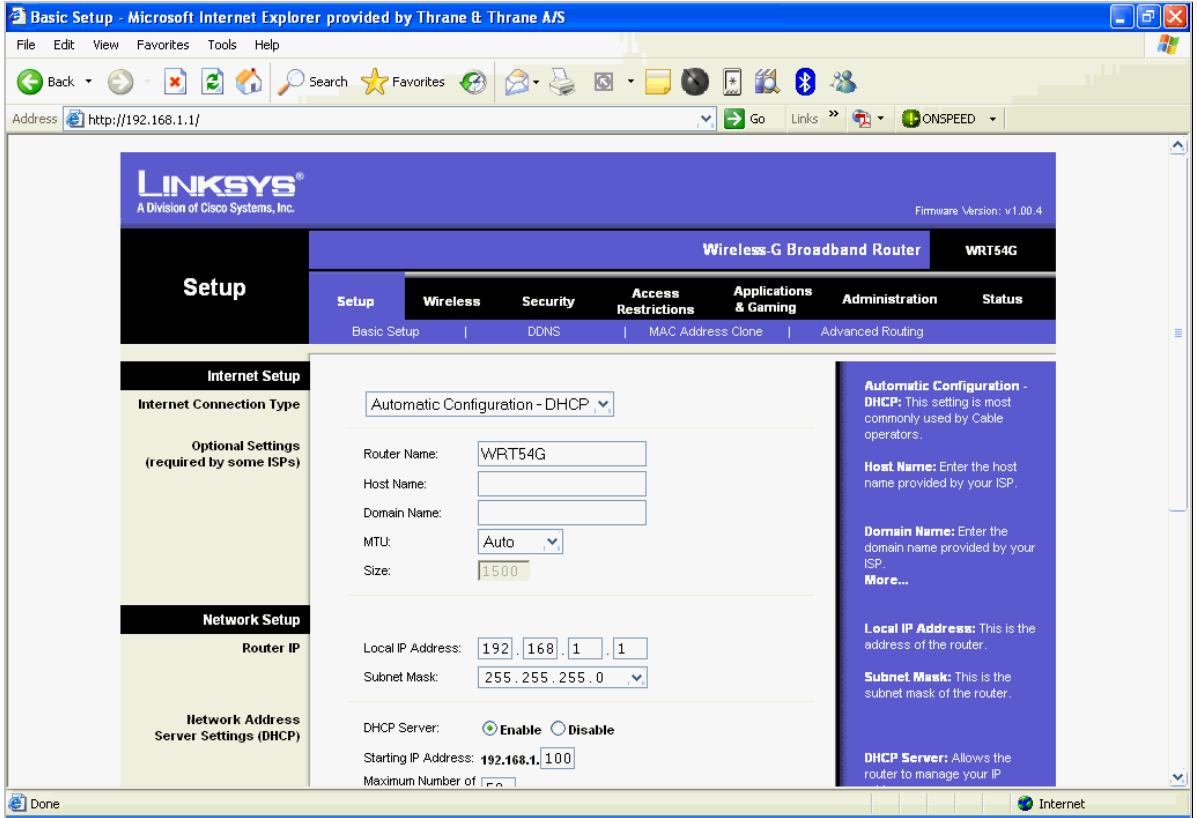 Basic Setup - Microsoft Internet Explorer provided by Thrane & Thrane A/S
File Edit View Favorites Tools Help
Back Search Favorites
Address http://192.168.1.1/ Go Links » ONSPEED
LINKSYS®
A Division of Cisco Systems, Inc.
Firmware Version: v1.00.4
Wireless-G Broadband Router WRT54G
Setup
Setup Wireless Security Access Restrictions Applications & Gaming Administration Status
Basic Setup | DDNS | MAC Address Clone | Advanced Routing
Internet Setup
Internet Connection Type
Automatic Configuration - DHCP
Optional Settings
(required by some ISPs)
Router Name: WRT54G
Host Name:
Domain Name:
MTU: Auto
Size: 1500
Network Setup
Router IP
Local IP Address: 192 . 168 . 1 . 1
Subnet Mask: 255.255.255.0
Network Address
Server Settings (DHCP)
DHCP Server: Enable Disable
Starting IP Address: 192.168.1. 100
Maximum Number of
Automatic Configuration -
DHCP: This setting is most
commonly used by Cable
operators.
Host Name: Enter the host
name provided by your ISP.
Domain Name: Enter the
domain name provided by your
ISP.
More...
Local IP Address: This is the
address of the router.
Subnet Mask: This is the
subnet mask of the router.
DHCP Server: Allows the
router to manage your IP
Done Internet